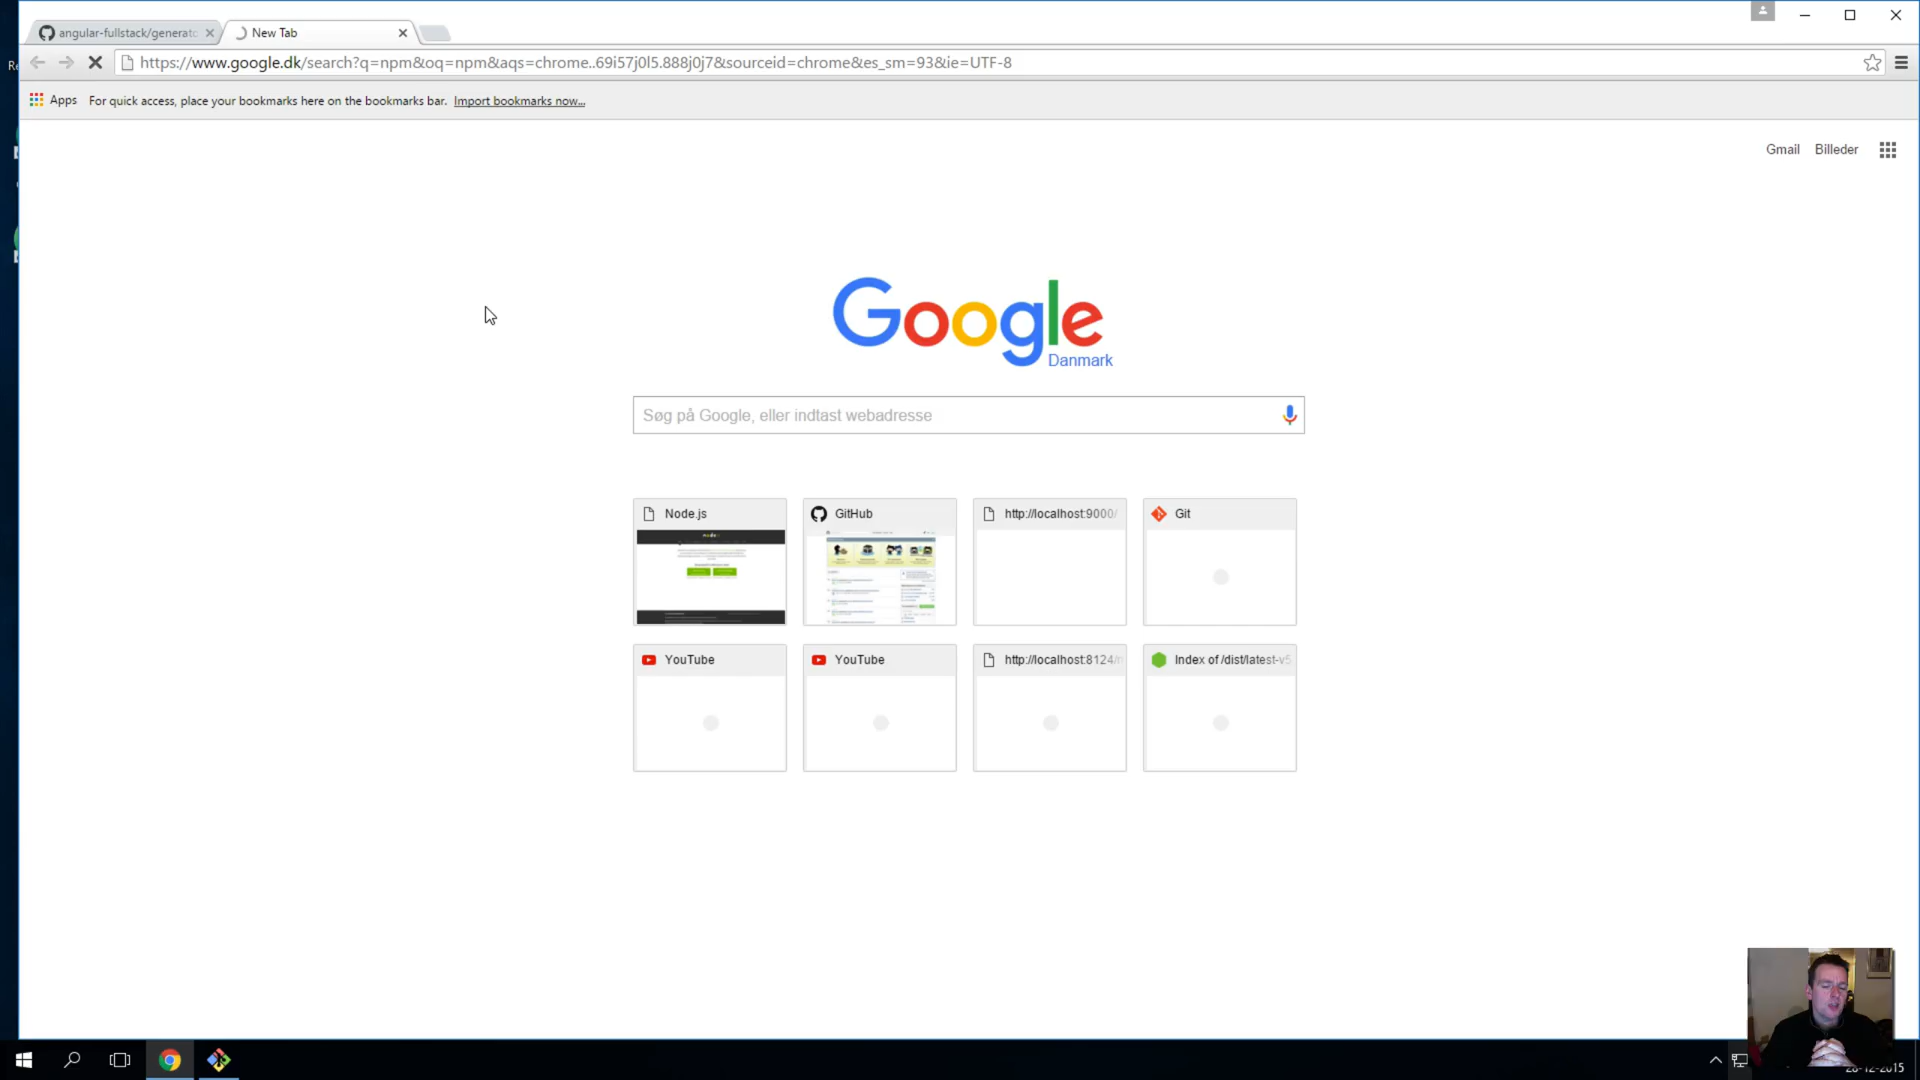 angular-fullstack/generato
New Tab
https://www.google.dk/search?q=npm&oq=npm&aqs=chrome..69i57j0l5.888j0j7&sourceid=chrome&es_sm=93&ie=UTF-8
Apps For quick access, place your bookmarks here on the bookmarks bar. Import bookmarks now...
Gmail Billeder
Google
Danmark
Søg på Google, eller indtast webadresse
Node.js
GitHub
http://localhost:9000/
Git
YouTube
YouTube
http://localhost:8124/
Index of /dist/latest-v5